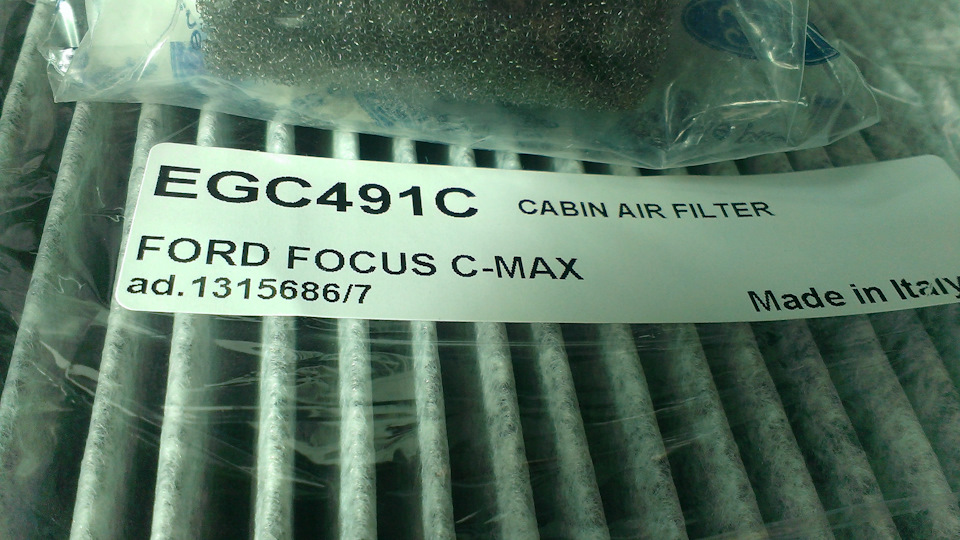 EGC491C CABIN AIR FILTER
FORD FOCUS C-MAX
ad.1315686/7
Made in Italy